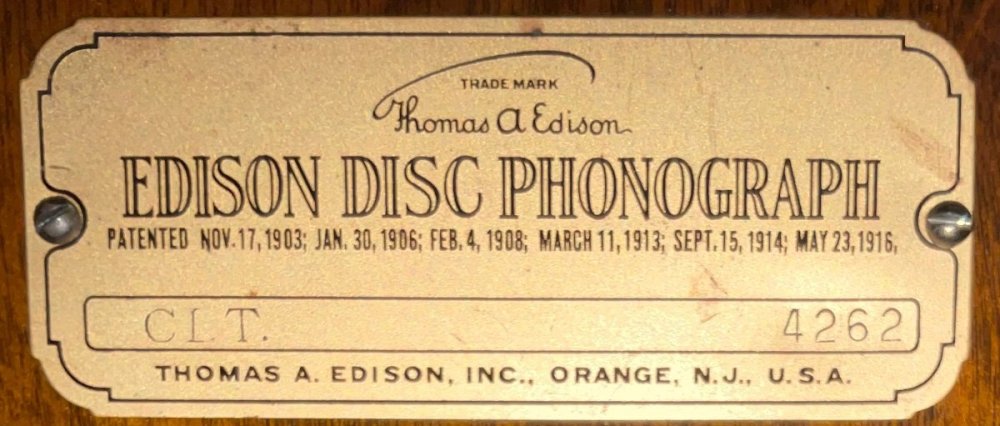 TRADE MARK
Thomas A Edison
EDISON DISC PHONOGRAPH
PATENTED NOV. 17, 1903; JAN. 30, 1906; FEB. 4, 1908; MARCH 11, 1913; SEPT. 15, 1914; MAY 23, 1916,
CLT. 4262
THOMAS A. EDISON, INC., ORANGE, N.J., U.S.A.